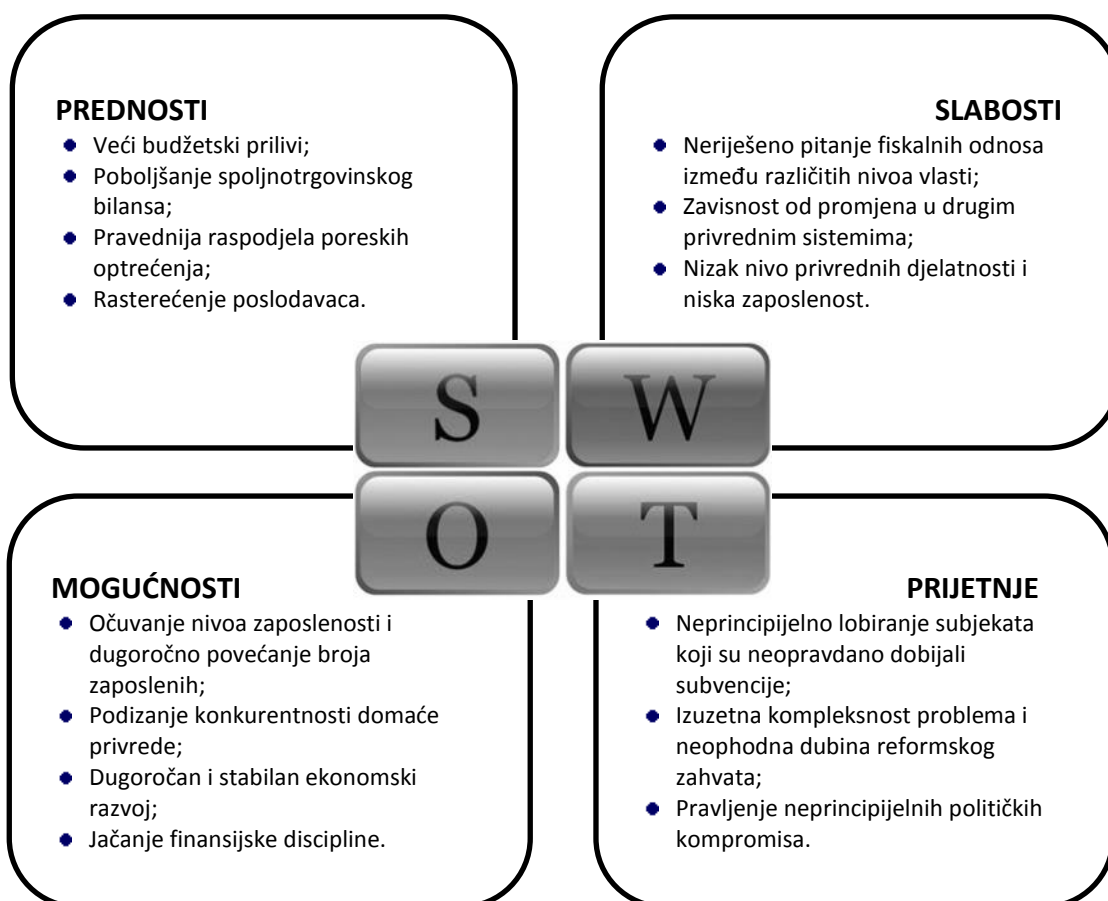 PREDNOSTI
Veći budžetski prilivi;
Poboljšanje spoljnotrgovinskog
bilansa;
Pravednija raspodjela poreskih
optrećenja;
Rasterećenje poslodavaca.
SLABOSTI
Neriješeno pitanje fiskalnih odnosa
između različitih nivoa vlasti;
Zavisnost od promjena u drugim
privrednim sistemima;
Nizak nivo privrednih djelatnosti i
niska zaposlenost.
S W
O T
MOGUĆNOSTI
Očuvanje nivoa zaposlenosti i
dugoročno povećanje broja
zaposlenih;
Podizanje konkurentnosti domaće
privrede;
Dugoročan i stabilan ekonomski
razvoj;
Jačanje finansijske discipline.
PRIJETNJE
Neprincipijelno lobiranje subjekata
koji su neopravdano dobijali
subvencije;
Izuzetna kompleksnost problema i
neophodna dubina reformskog
zahvata;
Pravljenje neprincipijelnih političkih
kompromisa.